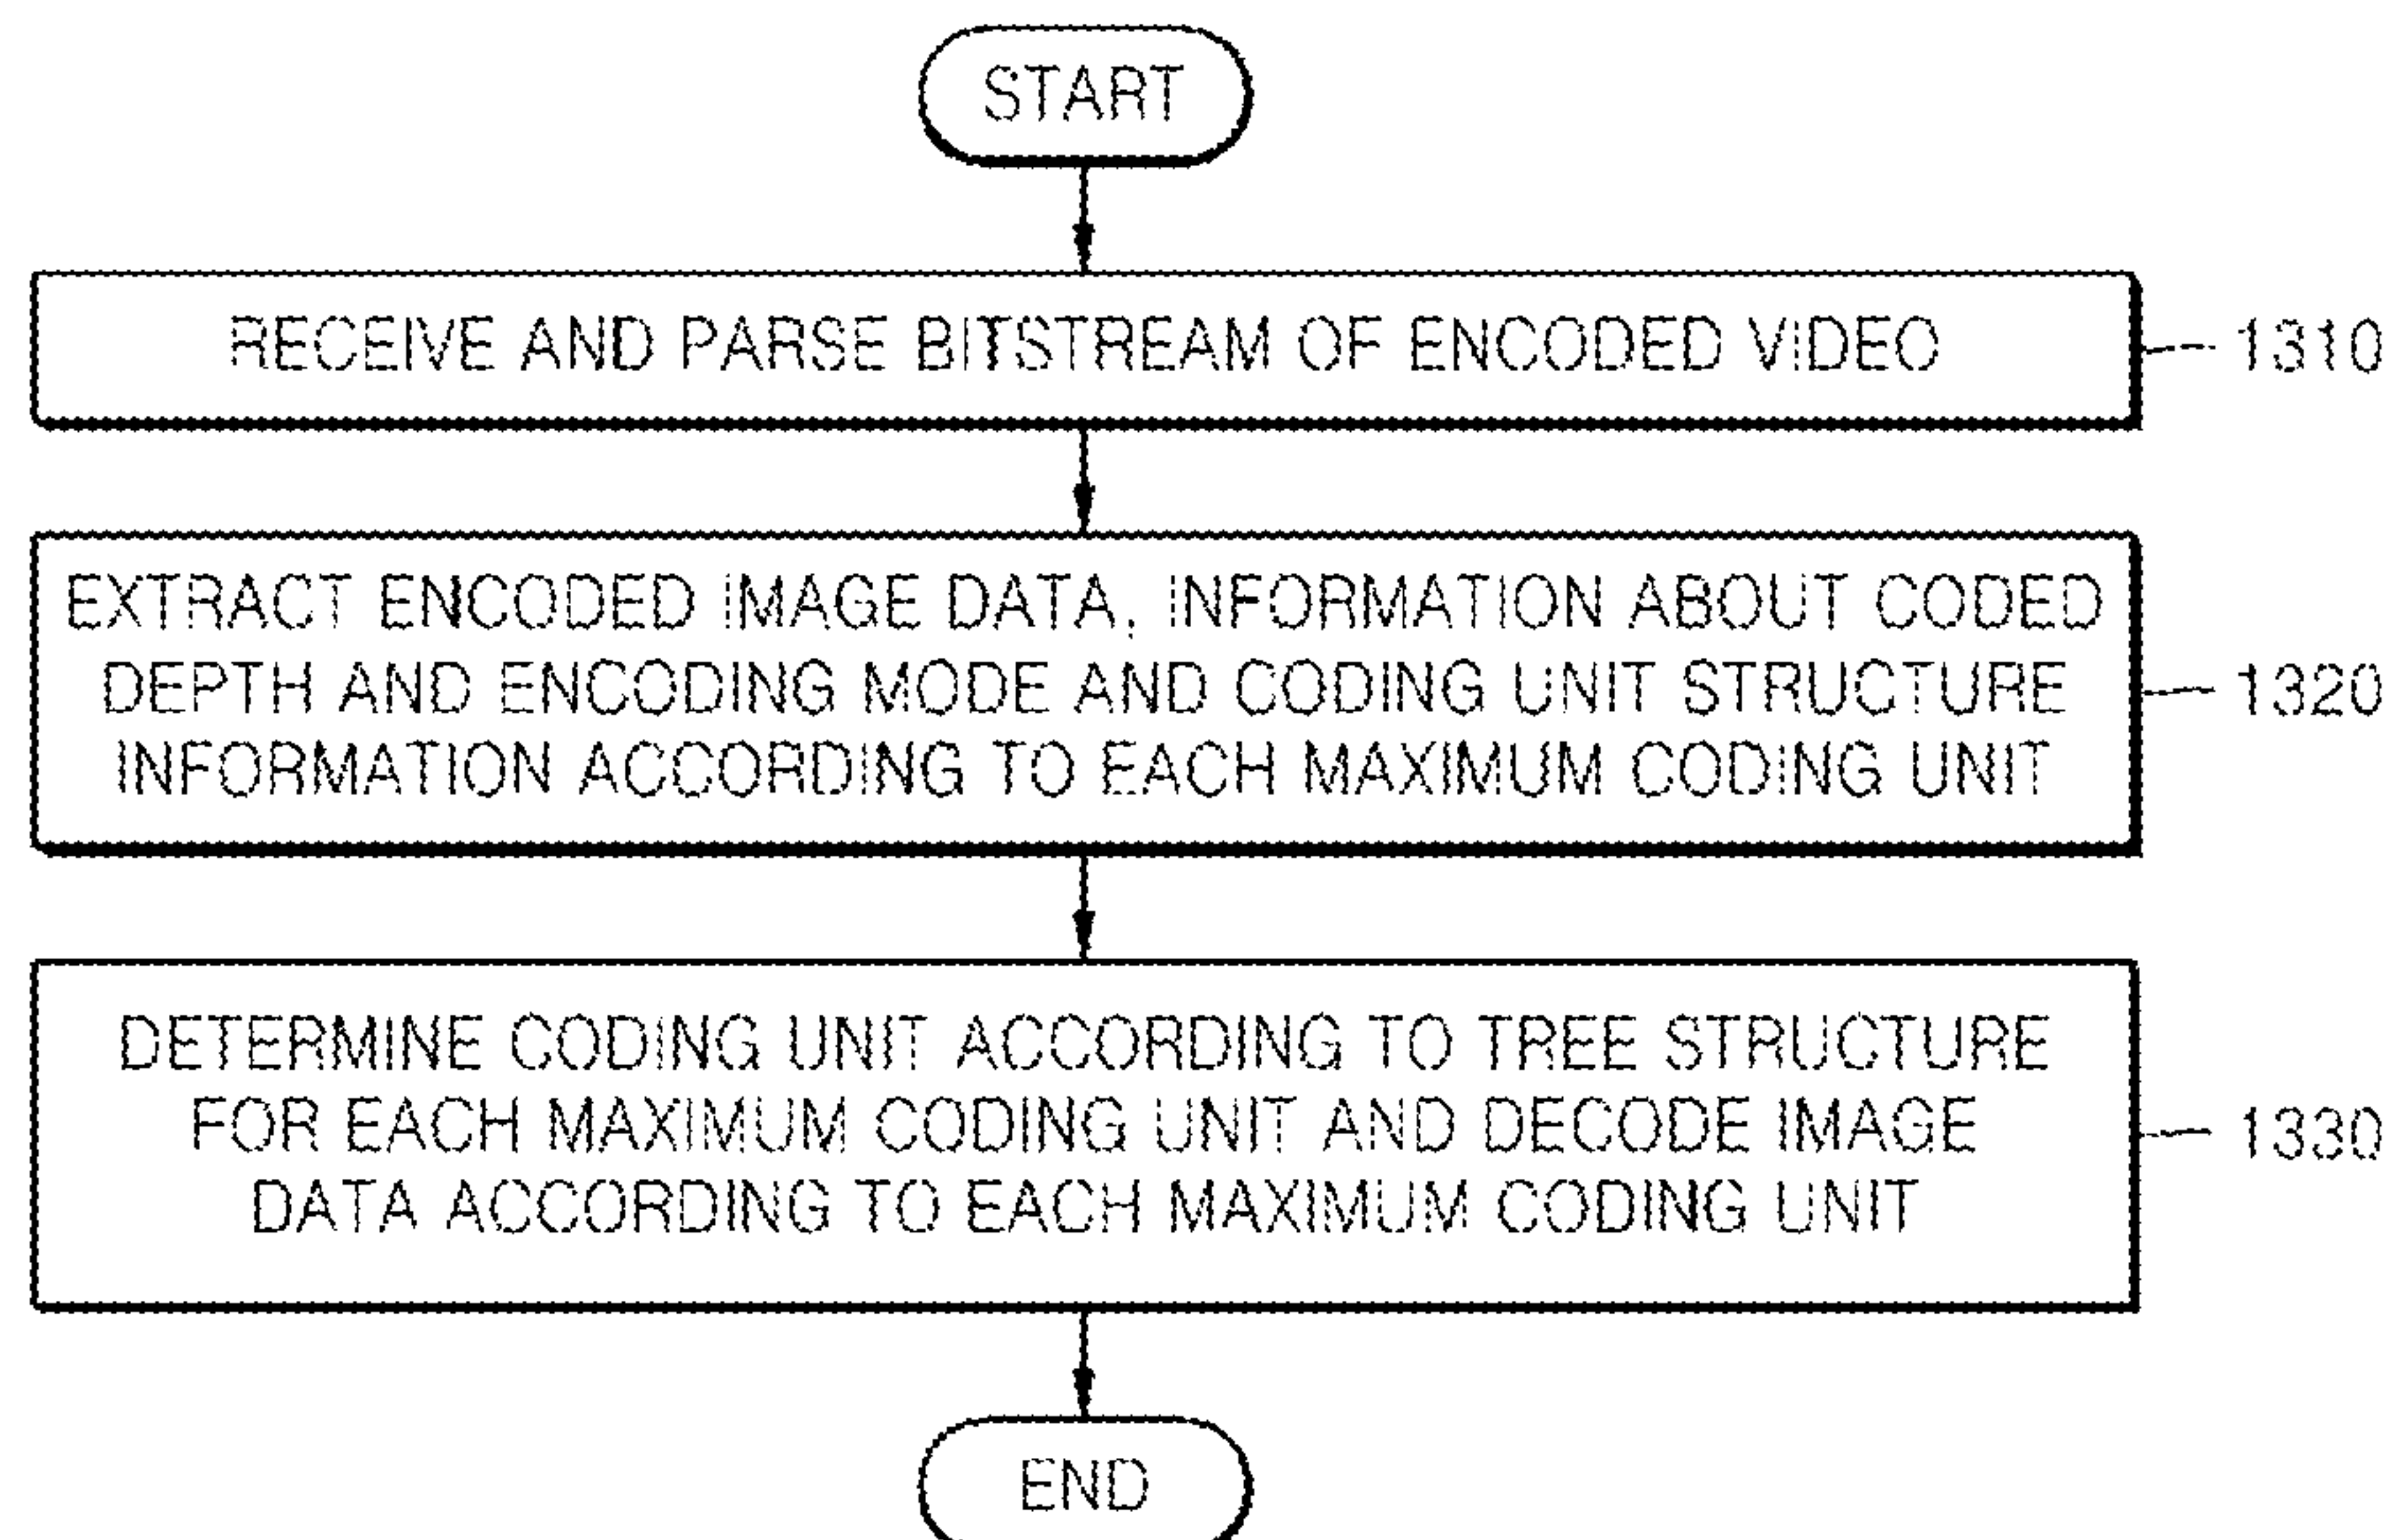 START
RECEIVE AND PARSE BITSTREAM OF ENCODED VIDEO
1310
EXTRACT ENCODED IMAGE DATA, INFORMATION ABOUT CODED
DEPTH AND ENCODING MODE AND CODING UNIT STRUCTURE
INFORMATION ACCORDING TO EACH MAXIMUM CODING UNIT
1320
DETERMINE CODING UNIT ACCORDING TO TREE STRUCTURE
FOR EACH MAXIMUM CODING UNIT AND DECODE IMAGE
DATA ACCORDING TO EACH MAXIMUM CODING UNIT
1330
END